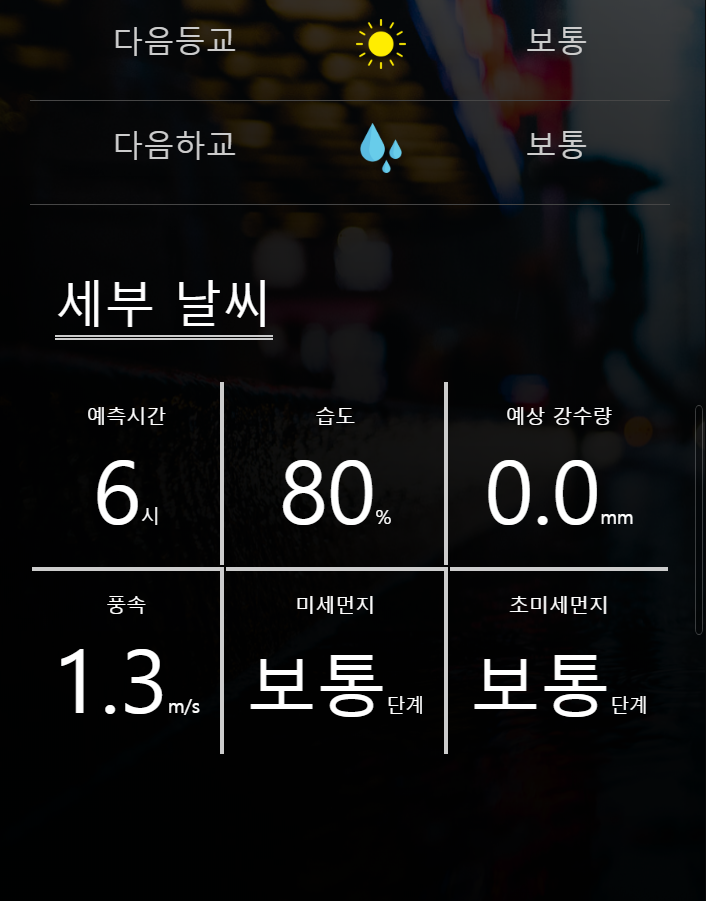 다음등교 보통
다음하교 보통
세부 날씨
예측시간 습도 예상 강수량
6시 80% 0.0mm
풍속 미세먼지 초미세먼지
1.3m/s 보통단계 보통단계